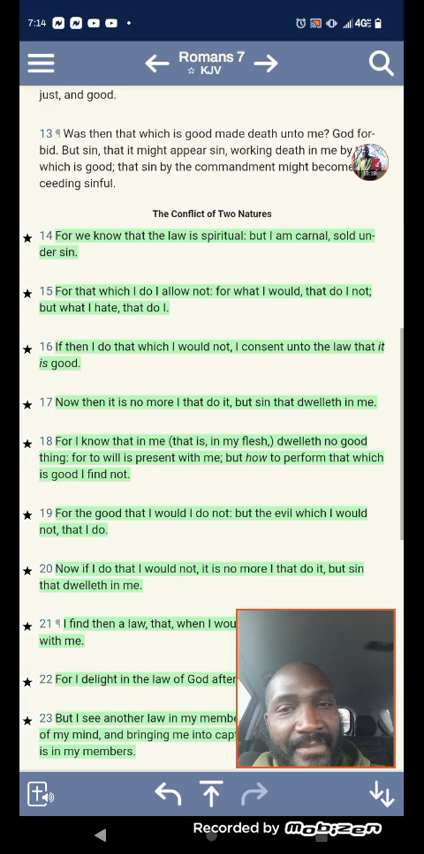 7:14
4G
Romans 7
☆ KJV
just, and good.
13 ¶ Was then that which is good made death unto me? God for-
bid. But sin, that it might appear sin, working death in me by
which is good; that sin by the commandment might become
ceeding sinful.
The Conflict of Two Natures
★ 14 For we know that the law is spiritual: but I am carnal, sold un-
der sin.
★ 15 For that which I do I allow not: for what I would, that do I not;
but what I hate, that do I.
★ 16 If then I do that which I would not, I consent unto the law that it
is good.
★ 17 Now then it is no more I that do it, but sin that dwelleth in me.
★ 18 For I know that in me (that is, in my flesh,) dwelleth no good
thing: for to will is present with me; but how to perform that which
is good I find not.
★ 19 For the good that I would I do not: but the evil which I would
not, that I do.
★ 20 Now if I do that I would not, it is no more I that do it, but sin
that dwelleth in me.
★ 21 ¶ I find then a law, that, when I wou
with me.
★ 22 For I delight in the law of God after
★ 23 But I see another law in my membe
of my mind, and bringing me into capt
is in my members.
Recorded by MOBIZEN